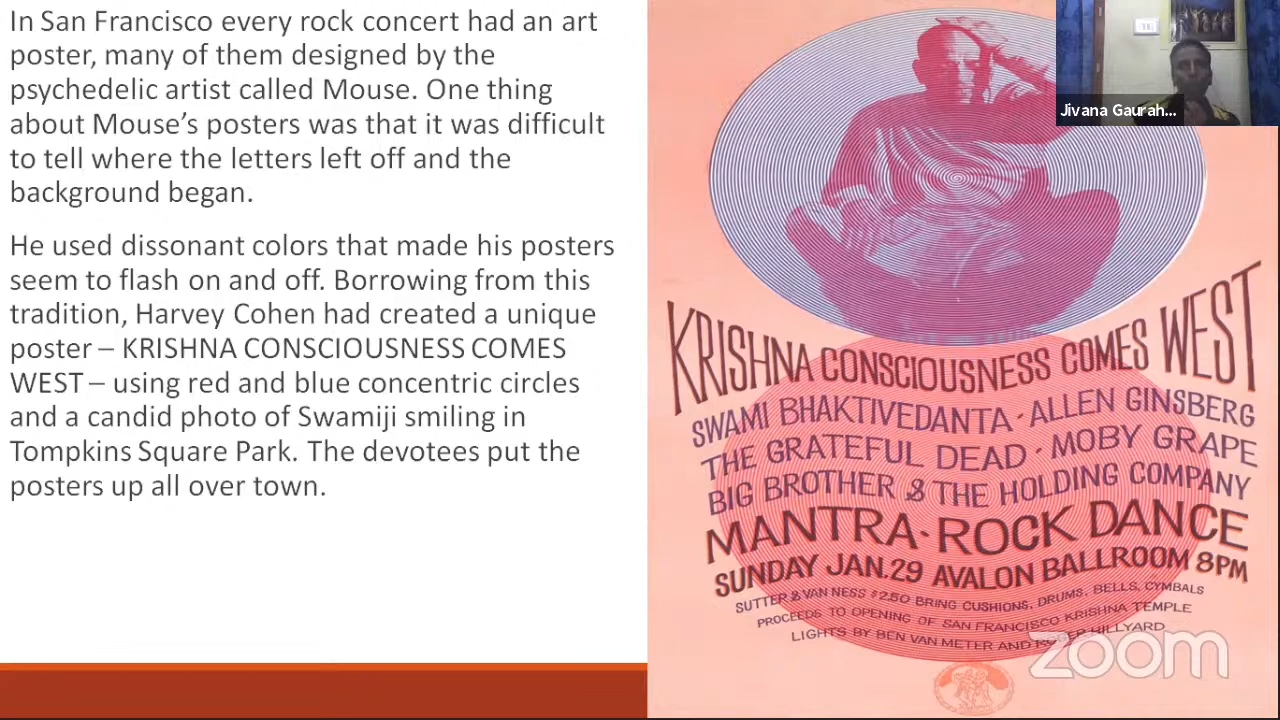 In San Francisco every rock concert had an art
poster, many of them designed by the
psychedelic artist called Mouse. One thing
about Mouse’s posters was that it was difficult
to tell where the letters left off and the
background began.
He used dissonant colors that made his posters
seem to flash on and off. Borrowing from this
tradition, Harvey Cohen had created a unique
poster – KRISHNA CONSCIOUSNESS COMES
WEST – using red and blue concentric circles
and a candid photo of Swamiji smiling in
Tompkins Square Park. The devotees put the
posters up all over town.
Jivana Gaurah...
KRISHNA CONSCIOUSNESS COMES WEST
SWAMI BHAKTIVEDANTA · ALLEN GINSBERG
THE GRATEFUL DEAD · MOBY GRAPE
BIG BROTHER & THE HOLDING COMPANY
MANTRA·ROCK DANCE
SUNDAY JAN.29 AVALON BALLROOM 8PM
SUTTER & VAN NESS $2.50 BRING CUSHIONS, DRUMS, BELLS, CYMBALS
PROCEEDS TO OPENING OF SAN FRANCISCO KRISHNA TEMPLE
LIGHTS BY BEN VAN METER AND ROGER HILLYARD
zoom